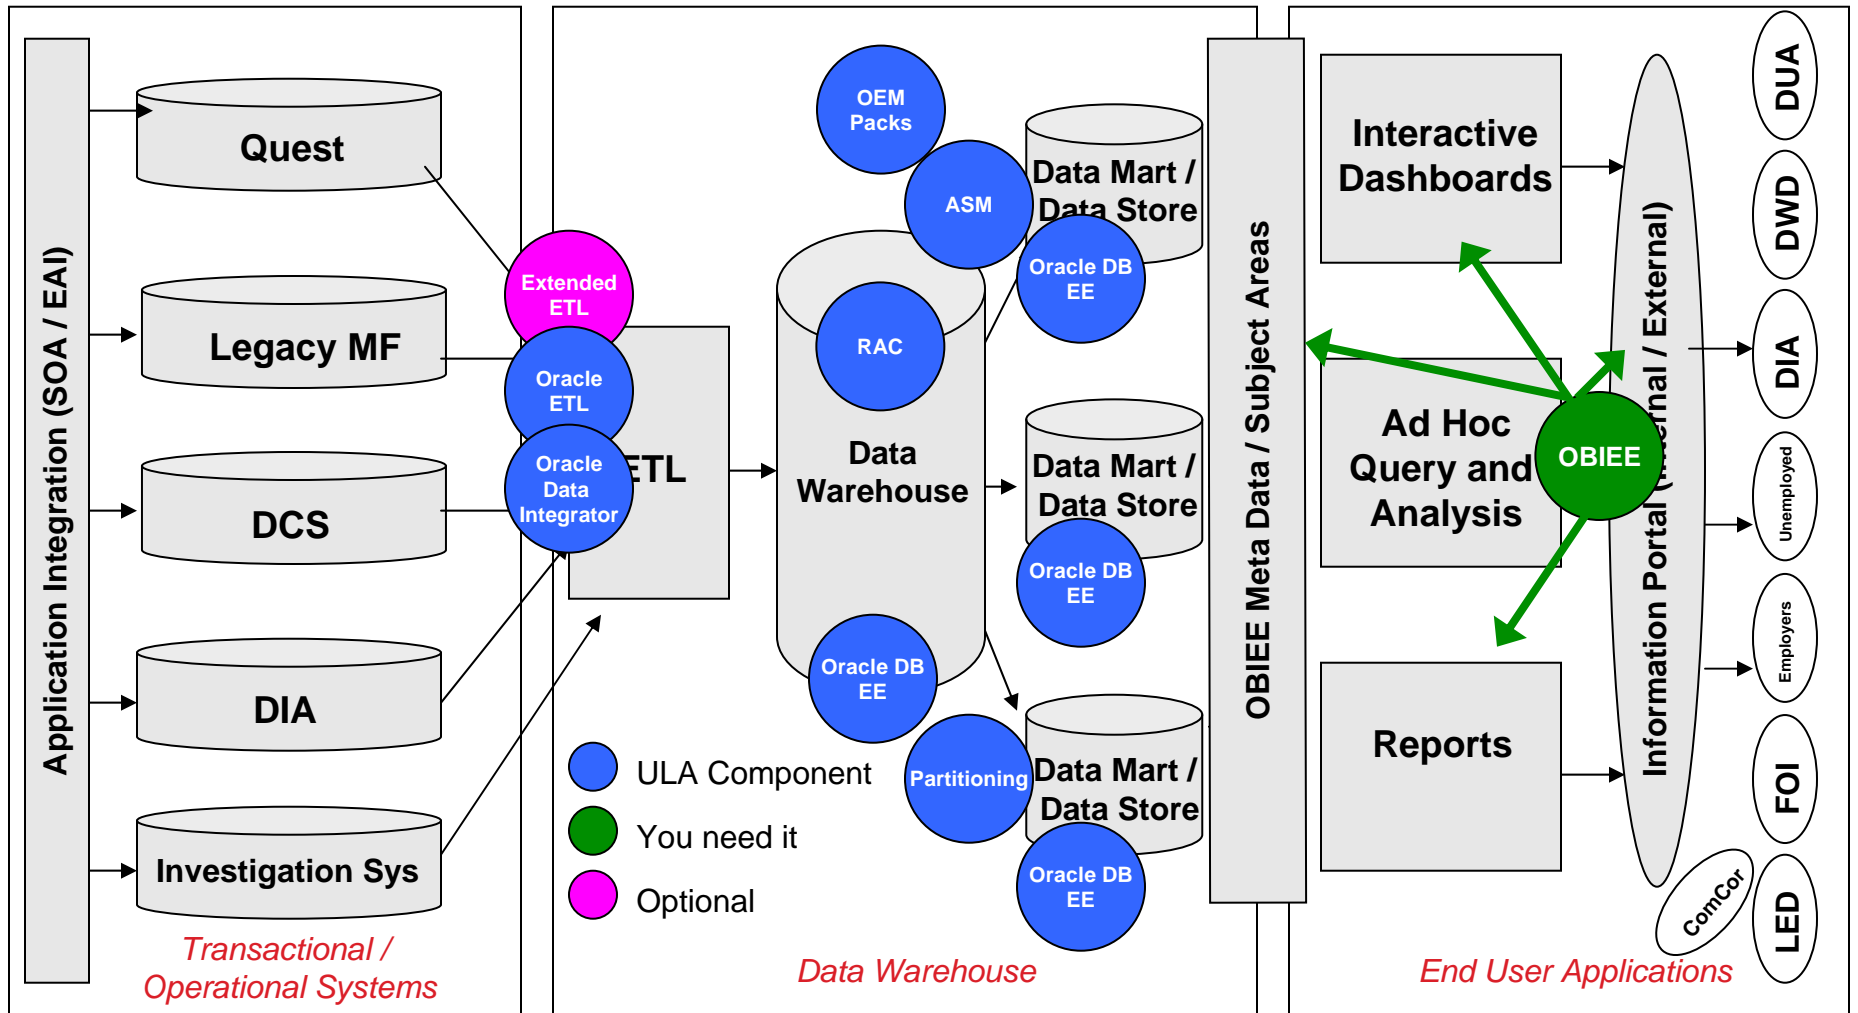 Application Integration (SOA / EAI)
Quest
Legacy MF
DCS
DIA
Investigation Sys
Transactional /
Operational Systems
Extended
ETL
Oracle
ETL
Oracle
Data
Integrator
ETL
OEM
Packs
ASM
RAC
Data
Warehouse
Oracle DB
EE
Partitioning
Data Mart /
Data Store
Oracle DB
EE
Data Mart /
Data Store
Oracle DB
EE
Data Mart /
Data Store
Oracle DB
EE
ULA Component
You need it
Optional
Data Warehouse
OBIEE Meta Data / Subject Areas
Interactive
Dashboards
Ad Hoc
Query and
Analysis
Reports
OBIEE
Information Portal (Internal / External)
DUA
DWD
DIA
Unemployed
Employers
FOI
LED
ComCor
End User Applications